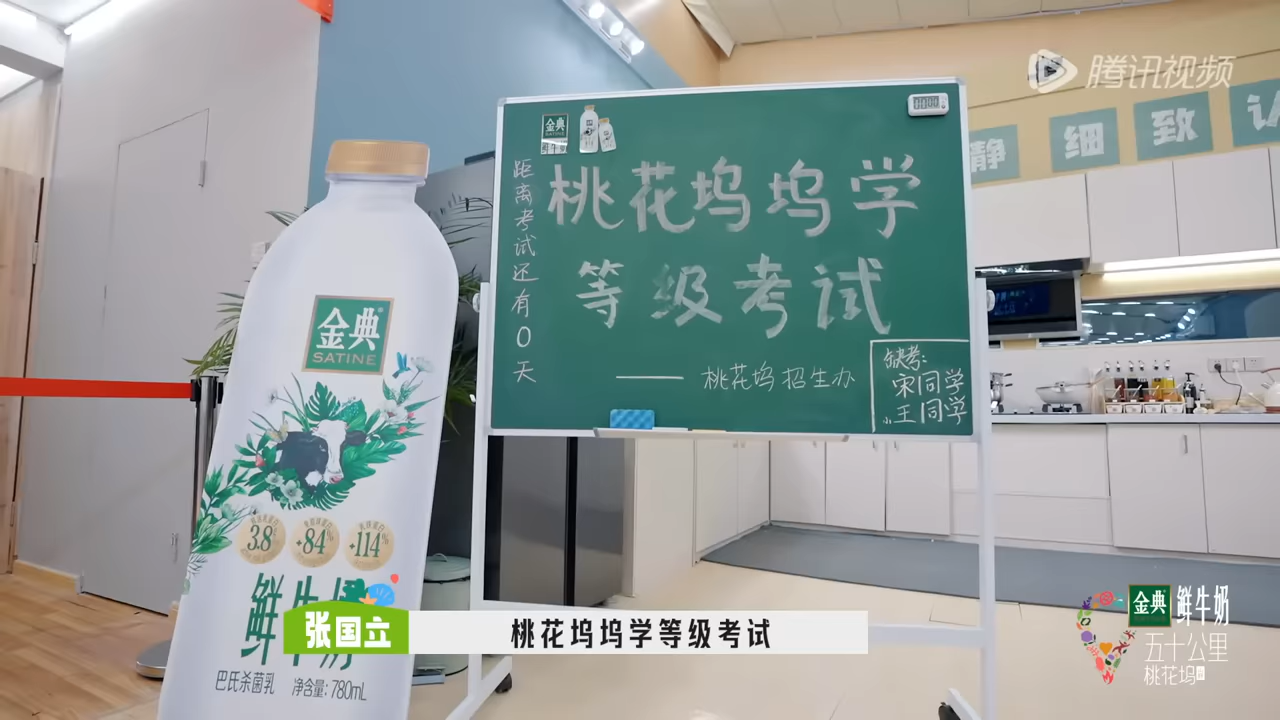 腾讯视频
静
细
致
认
金典
SATINE
距离考试还有0天
桃花坞坞学
等级考试
—— 桃花坞招生办
缺考:
宋同学
小王同学
金典
SATINE
3.8
+84%
+114%
鲜牛奶
巴氏杀菌乳 净含量:780mL
张国立
桃花坞坞学等级考试
金典 鲜牛奶
五十公里
桃花坞